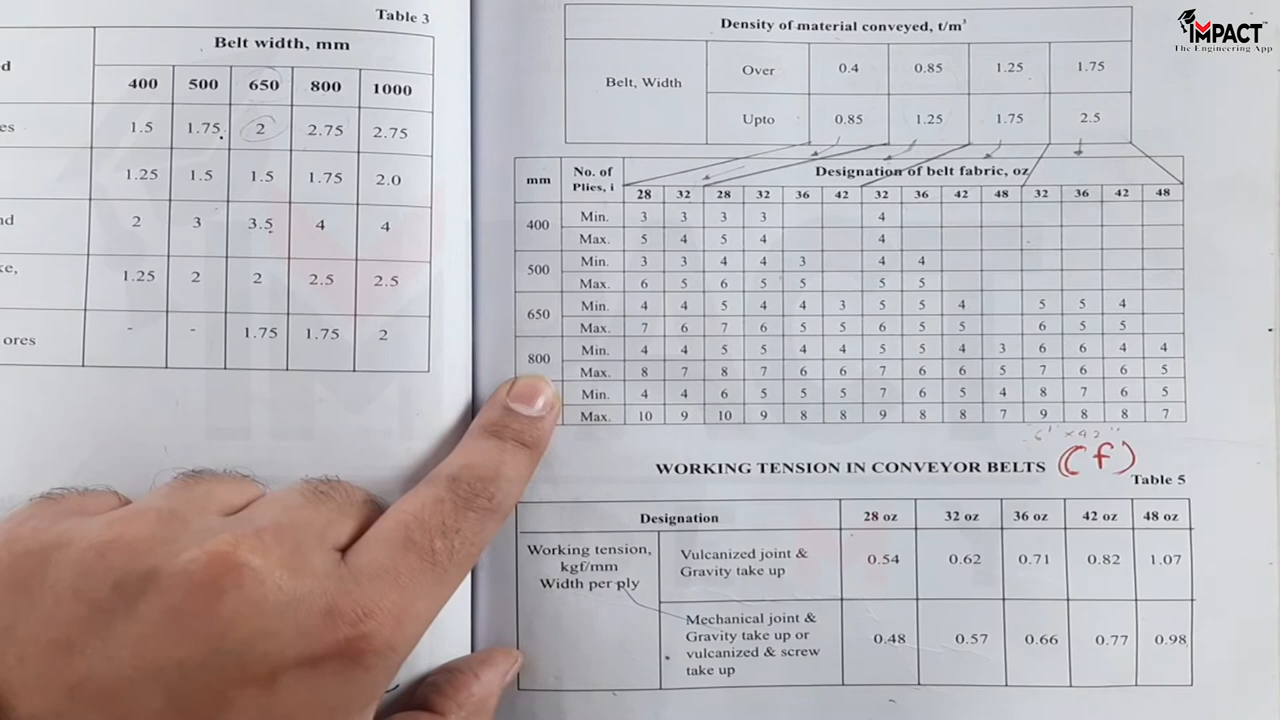 IMPACT
The Engineering App
Table 3
d Belt width, mm
400 500 650 800 1000
es 1.5 1.75 2 2.75 2.75
1.25 1.5 1.5 1.75 2.0
nd 2 3 3.5 4 4
ke, 1.25 2 2 2.5 2.5
ores - - 1.75 1.75 2
Density of material conveyed, t/m³
Belt, Width Over 0.4 0.85 1.25 1.75
Upto 0.85 1.25 1.75 2.5
mm No. of Plies, i Designation of belt fabric, oz
28 32 28 32 36 42 32 36 42 48 32 36 42 48
400 Min. 3 3 3 3 4
Max. 5 4 5 4 4
500 Min. 3 3 4 4 3 4 4
Max. 6 5 6 5 5 5 5
650 Min. 4 4 5 4 4 3 5 5 4 5 5 4
Max. 7 6 7 6 5 5 6 5 5 6 5 5
800 Min. 4 4 5 5 4 4 5 5 4 3 6 6 4 4
Max. 8 7 8 7 6 6 7 6 6 5 7 6 6 5
Min. 4 4 6 5 5 5 7 6 5 4 8 7 6 5
Max. 10 9 10 9 8 8 9 8 8 7 9 8 8 7
WORKING TENSION IN CONVEYOR BELTS (f)
Table 5
Designation 28 oz 32 oz 36 oz 42 oz 48 oz
Working tension,
kgf/mm
Width per ply
Vulcanized joint &
Gravity take up
0.54 0.62 0.71 0.82 1.07
Mechanical joint &
Gravity take up or
vulcanized & screw
take up
0.48 0.57 0.66 0.77 0.98